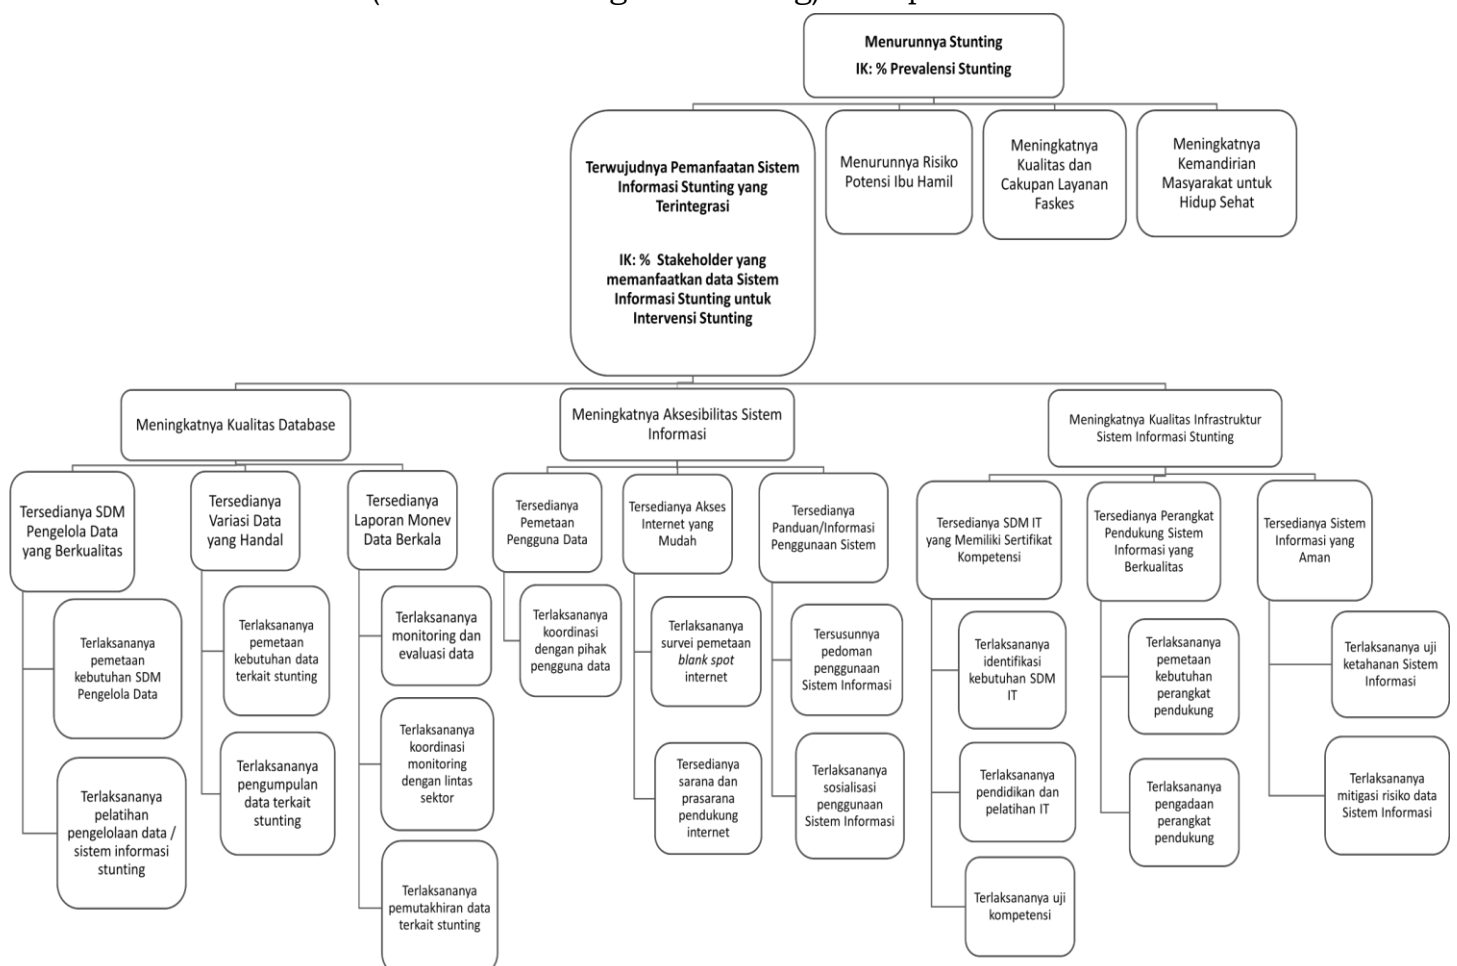 Menurunnya Stunting
IK: % Prevalensi Stunting
Terwujudnya Pemanfaatan Sistem
Informasi Stunting yang
Terintegrasi
IK: % Stakeholder yang
memanfaatkan data Sistem
Informasi Stunting untuk
Intervensi Stunting
Menurunnya Risiko
Potensi Ibu Hamil
Meningkatnya
Kualitas dan
Cakupan Layanan
Faskes
Meningkatnya
Kemandirian
Masyarakat untuk
Hidup Sehat
Meningkatnya Kualitas Database
Meningkatnya Aksesibilitas Sistem
Informasi
Meningkatnya Kualitas Infrastruktur
Sistem Informasi Stunting
Tersedianya SDM
Pengelola Data
yang Berkualitas
Tersedianya
Variasi Data
yang Handal
Tersedianya
Laporan Monev
Data Berkala
Tersedianya
Pemetaan
Pengguna Data
Tersedianya Akses
Internet yang
Mudah
Tersedianya
Panduan/Informasi
Penggunaan Sistem
Tersedianya SDM IT
yang Memiliki Sertifikat
Kompetensi
Tersedianya Perangkat
Pendukung Sistem
Informasi yang
Berkualitas
Tersedianya Sistem
Informasi yang
Aman
Terlaksananya
pemetaan
kebutuhan SDM
Pengelola Data
Terlaksananya
pelatihan
pengelolaan data /
sistem informasi
stunting
Terlaksananya
pemetaan
kebutuhan data
terkait stunting
Terlaksananya
pengumpulan
data terkait
stunting
Terlaksananya
monitoring dan
evaluasi data
Terlaksananya
koordinasi
monitoring
dengan lintas
sektor
Terlaksananya
pemutakhiran data
terkait stunting
Terlaksananya
koordinasi
dengan pihak
pengguna data
Terlaksananya
survei pemetaan
blank spot
internet
Tersedianya
sarana dan
prasarana
pendukung
internet
Tersusunnya
pedoman
penggunaan
Sistem Informasi
Terlaksananya
sosialisasi
penggunaan
Sistem Informasi
Terlaksananya
identifikasi
kebutuhan SDM
IT
Terlaksananya
pendidikan dan
pelatihan IT
Terlaksananya uji
kompetensi
Terlaksananya
pemetaan
kebutuhan
perangkat
pendukung
Terlaksananya
pengadaan
perangkat
pendukung
Terlaksananya uji
ketahanan Sistem
Informasi
Terlaksananya
mitigasi risiko data
Sistem Informasi